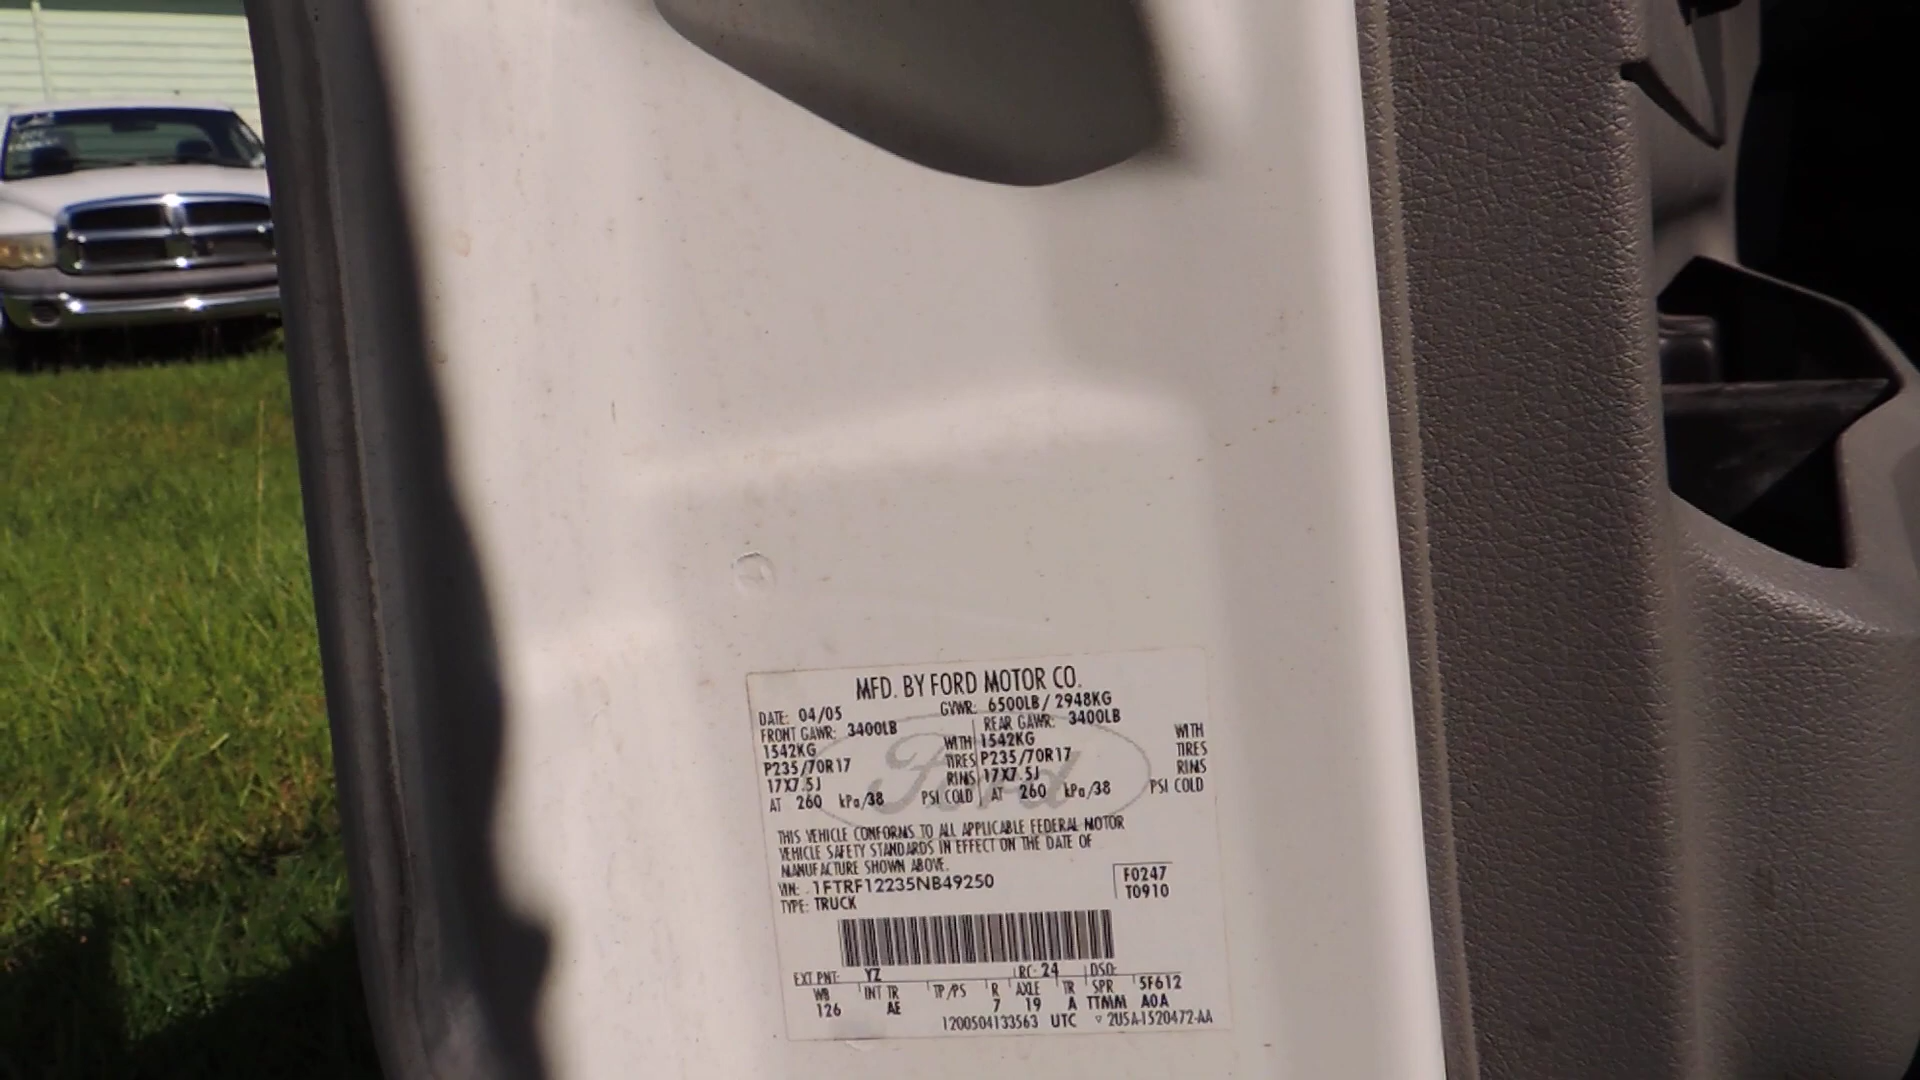 MFD. BY FORD MOTOR CO.
DATE: 04/05 GVWR: 6500LB / 2948KG
FRONT GAWR: 3400LB REAR GAWR: 3400LB
1542KG WITH 1542KG WITH
P235/70R17 TIRES P235/70R17 TIRES
17X7.5J RIMS 17X7.5J RIMS
AT 260 kPa/38 PSI COLD AT 260 kPa/38 PSI COLD
Ford
THIS VEHICLE CONFORMS TO ALL APPLICABLE FEDERAL MOTOR
VEHICLE SAFETY STANDARDS IN EFFECT ON THE DATE OF
MANUFACTURE SHOWN ABOVE.
VIN: 1FTRF12235NB49250 F0247
TYPE: TRUCK T0910
EXT PNT: YZ RC: 24 DSO:
WB INT TR TP/PS R AXLE TR SPR 5F612
126 AE 7 19 A TTMM A0A
1200504133563 UTC ▽ 2U5A-1520472-AA